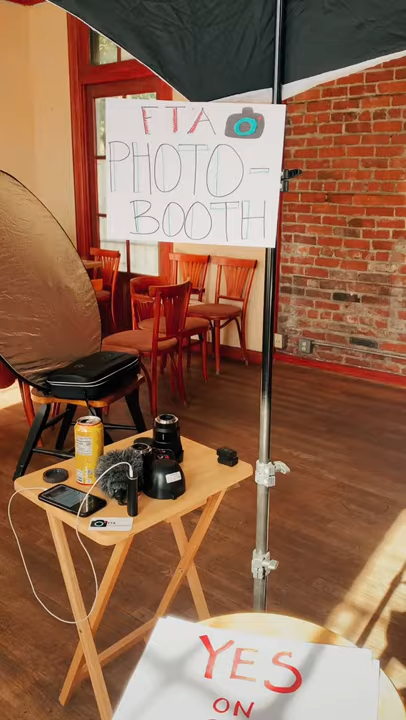 FTA
PHOTO-
BOOTH
YES
ON